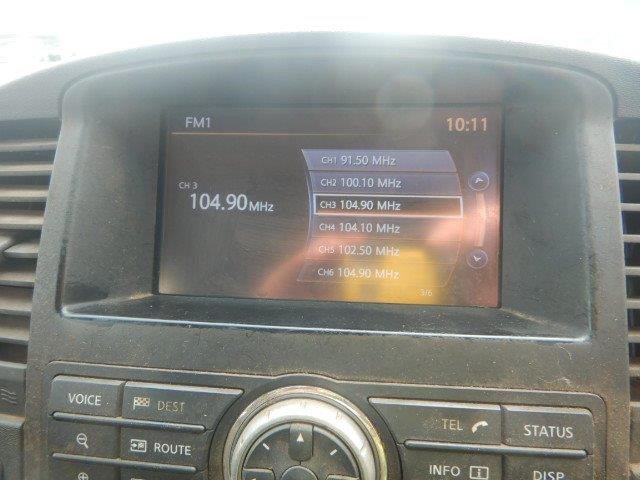 FM1 10:11
CH 3
104.90 MHz
CH1 91.50 MHz
CH2 100.10 MHz
CH3 104.90 MHz
CH4 104.10 MHz
CH5 102.50 MHz
CH6 104.90 MHz
3/6
VOICE DEST TEL STATUS
ROUTE INFO DISP